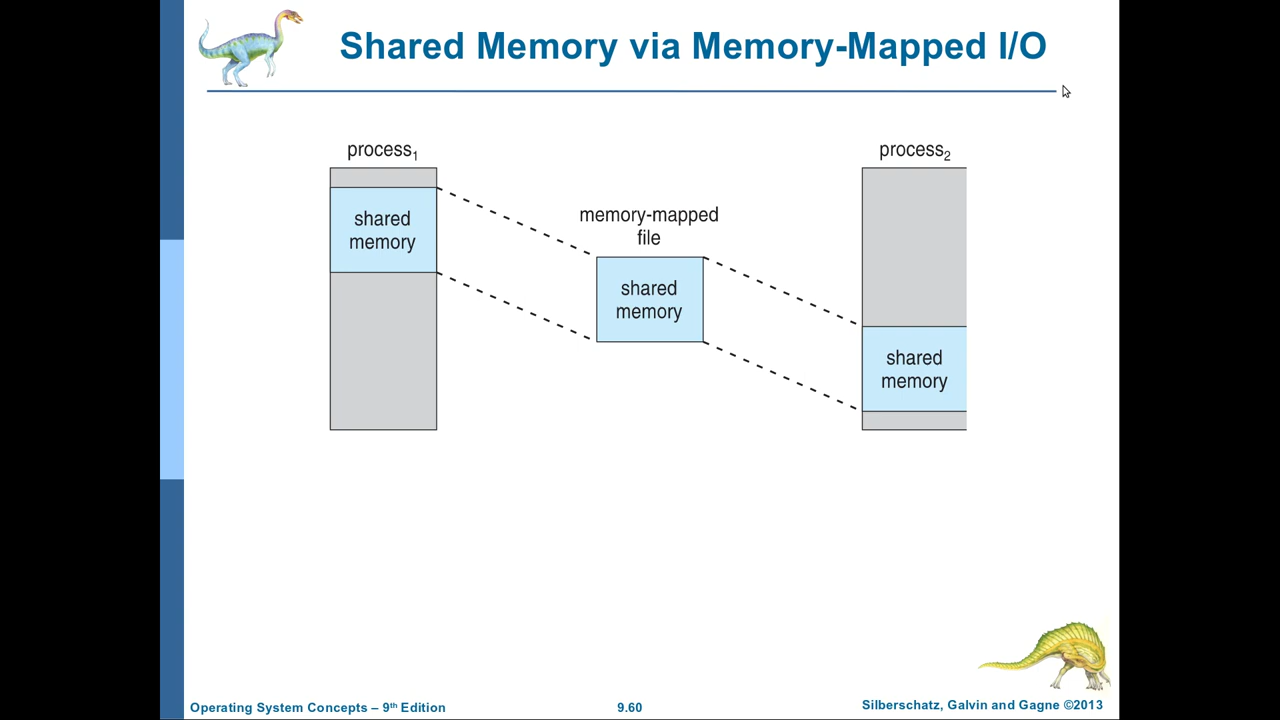 Shared Memory via Memory-Mapped I/O
process₁
process₂
shared
memory
memory-mapped
file
shared
memory
shared
memory
Operating System Concepts – 9th Edition
9.60
Silberschatz, Galvin and Gagne ©2013